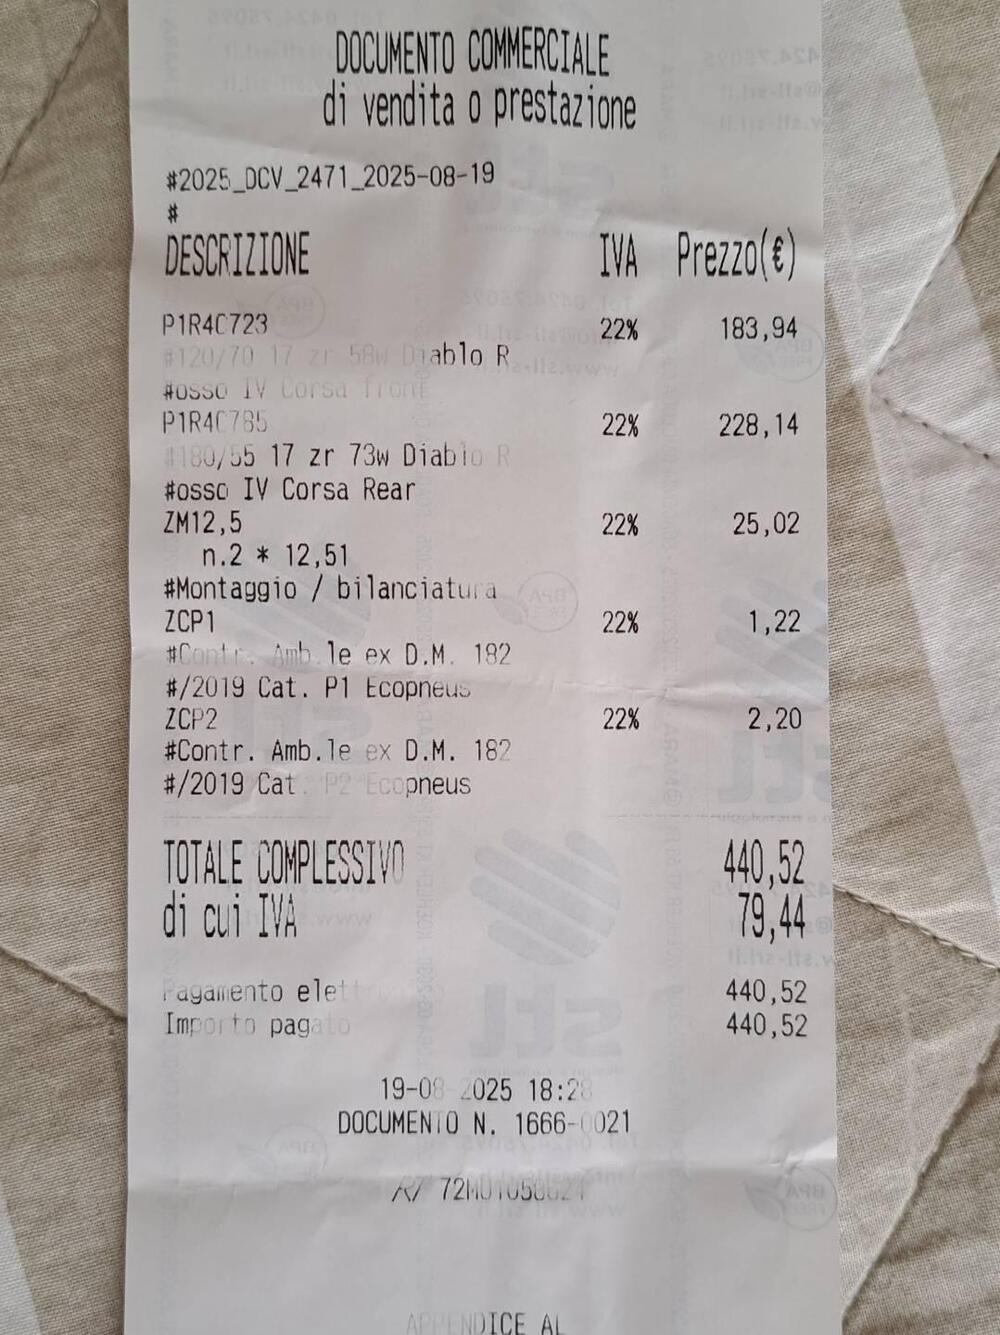 DOCUMENTO COMMERCIALE
di vendita o prestazione
#2025_DCV_2471_2025-08-19
#
DESCRIZIONE IVA Prezzo(€)
P1R4C723 22% 183,94
#120/70 17 zr 58w Diablo R
#osso IV Corsa front
P1R4C785 22% 228,14
#180/55 17 zr 73w Diablo R
#osso IV Corsa Rear
ZM12,5 22% 25,02
n.2 * 12,51
#Montaggio / bilanciatura
ZCP1 22% 1,22
#Contr. Amb.le ex D.M. 182
#/2019 Cat. P1 Ecopneus
ZCP2 22% 2,20
#Contr. Amb.le ex D.M. 182
#/2019 Cat. P2 Ecopneus
TOTALE COMPLESSIVO 440,52
di cui IVA 79,44
Pagamento elettronico 440,52
Importo pagato 440,52
19-08-2025 18:28
DOCUMENTO N. 1666-0021
APPENDICE AL